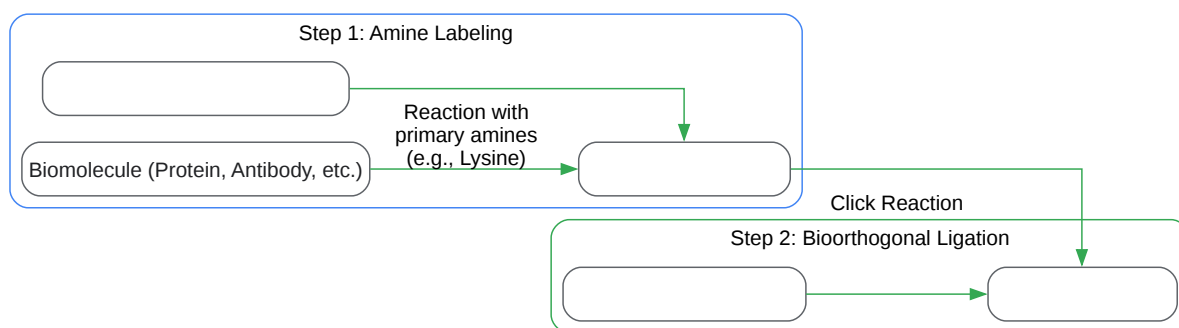 Step 1: Amine Labeling
Reaction with
primary amines
(e.g., Lysine)
Biomolecule (Protein, Antibody, etc.)
Click Reaction
Step 2: Bioorthogonal Ligation